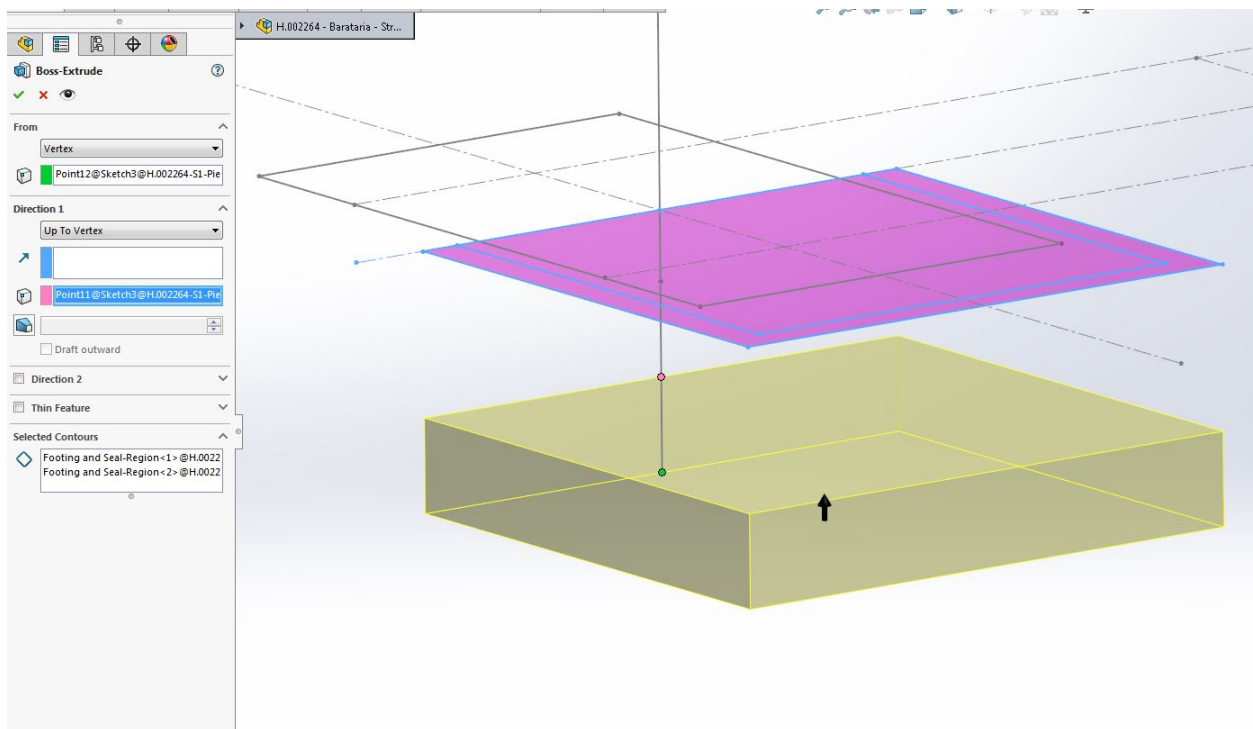 H.002264 - Barataria - Str...
Boss-Extrude
From
Vertex
Point12@Sketch3@H.002264-S1-Pie
Direction 1
Up To Vertex
Point11@Sketch3@H.002264-S1-Pie
Draft outward
Direction 2
Thin Feature
Selected Contours
Footing and Seal-Region<1>@H.0022
Footing and Seal-Region<2>@H.0022